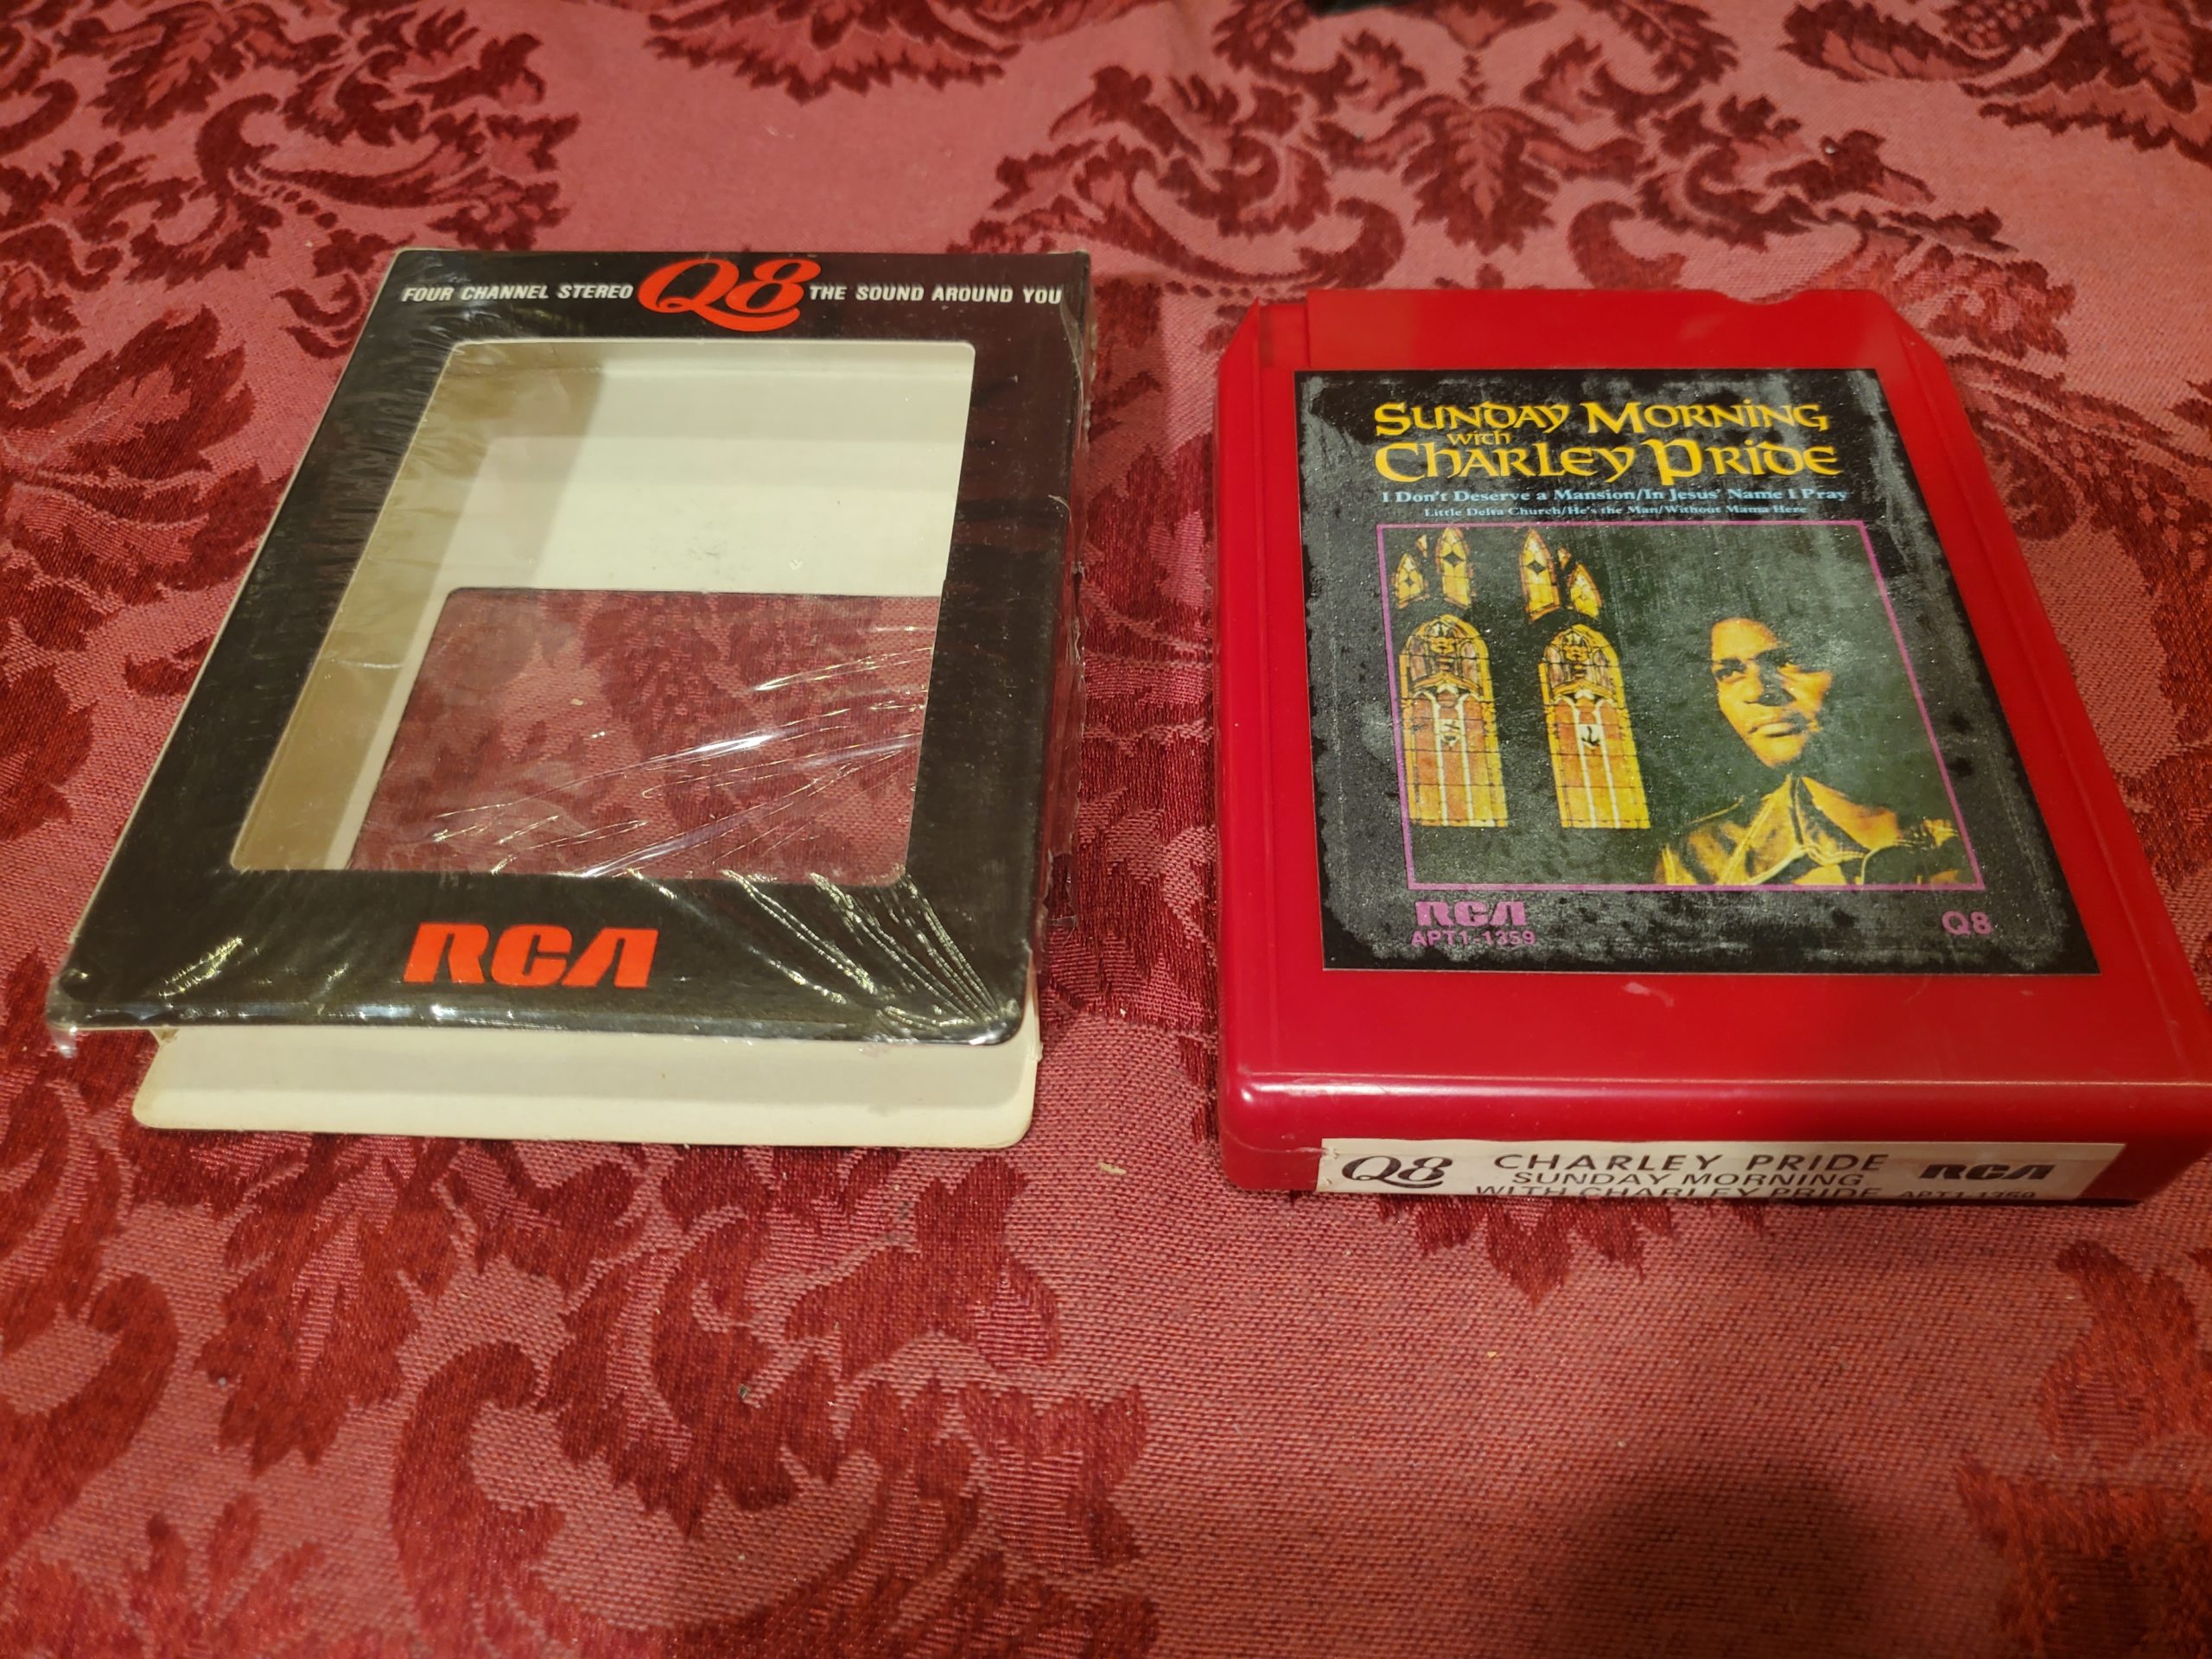 FOUR CHANNEL STEREO Q8 THE SOUND AROUND YOU
RCA
SUNDAY MORNING
with
CHARLEY PRIDE
I Don't Deserve a Mansion/In Jesus' Name I Pray
Little Delta Church/He's the Man/Without Mama Here
RCA
APT1-1359
Q8
Q8
CHARLEY PRIDE
SUNDAY MORNING
WITH CHARLEY PRIDE
RCA
APT1-1359